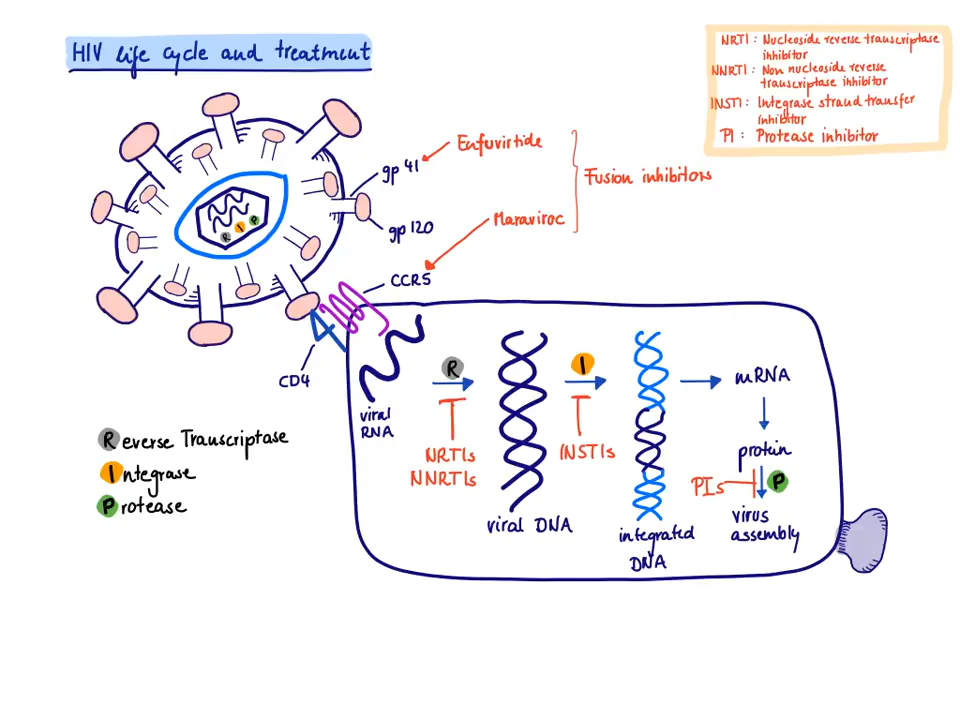 HIV life cycle and treatment
NRTI : Nucleoside reverse transcriptase
inhibitor
NNRTI : Non nucleoside reverse
transcriptase inhibitor
INSTI : Integrase strand transfer
inhibitor
PI : Protease inhibitor
Enfuvirtide
gp 41
Fusion inhibitors
Maraviroc
gp 120
CCR5
R I P
CD4
viral
RNA
R
I
mRNA
Reverse Transcriptase
Integrase
Protease
NRTIs
NNRTIs
INSTIs
protein
PIs
P
virus
assembly
viral DNA
integrated
DNA